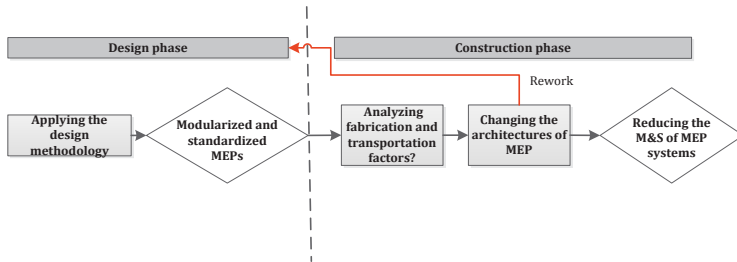 Design phase
Construction phase
Rework
Applying the
design
methodology
Modularized and
standardized
MEPs
Analyzing
fabrication and
transportation
factors?
Changing the
architectures of
MEP
Reducing the
M&S of MEP
systems